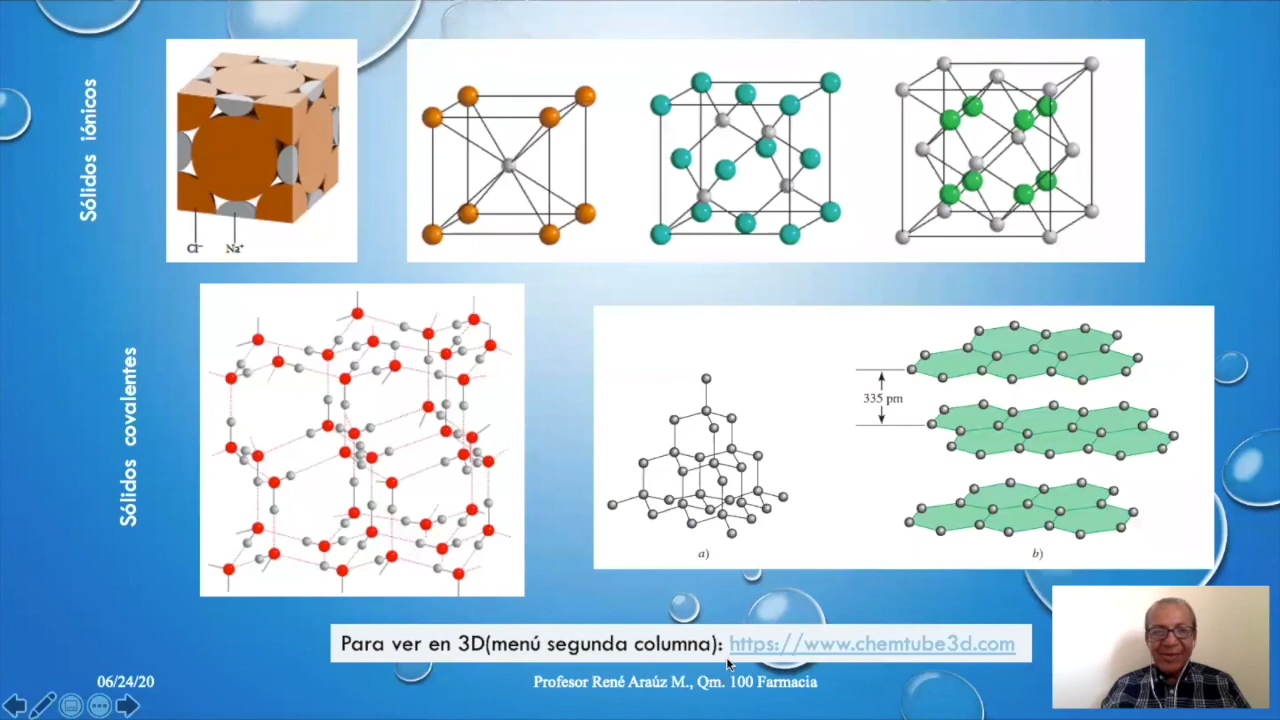 Sólidos iónicos
Cl⁻ Na⁺
Sólidos covalentes
335 pm
a) b)
Para ver en 3D(menú segunda columna): https://www.chemtube3d.com
06/24/20
Profesor René Araúz M., Qm. 100 Farmacia